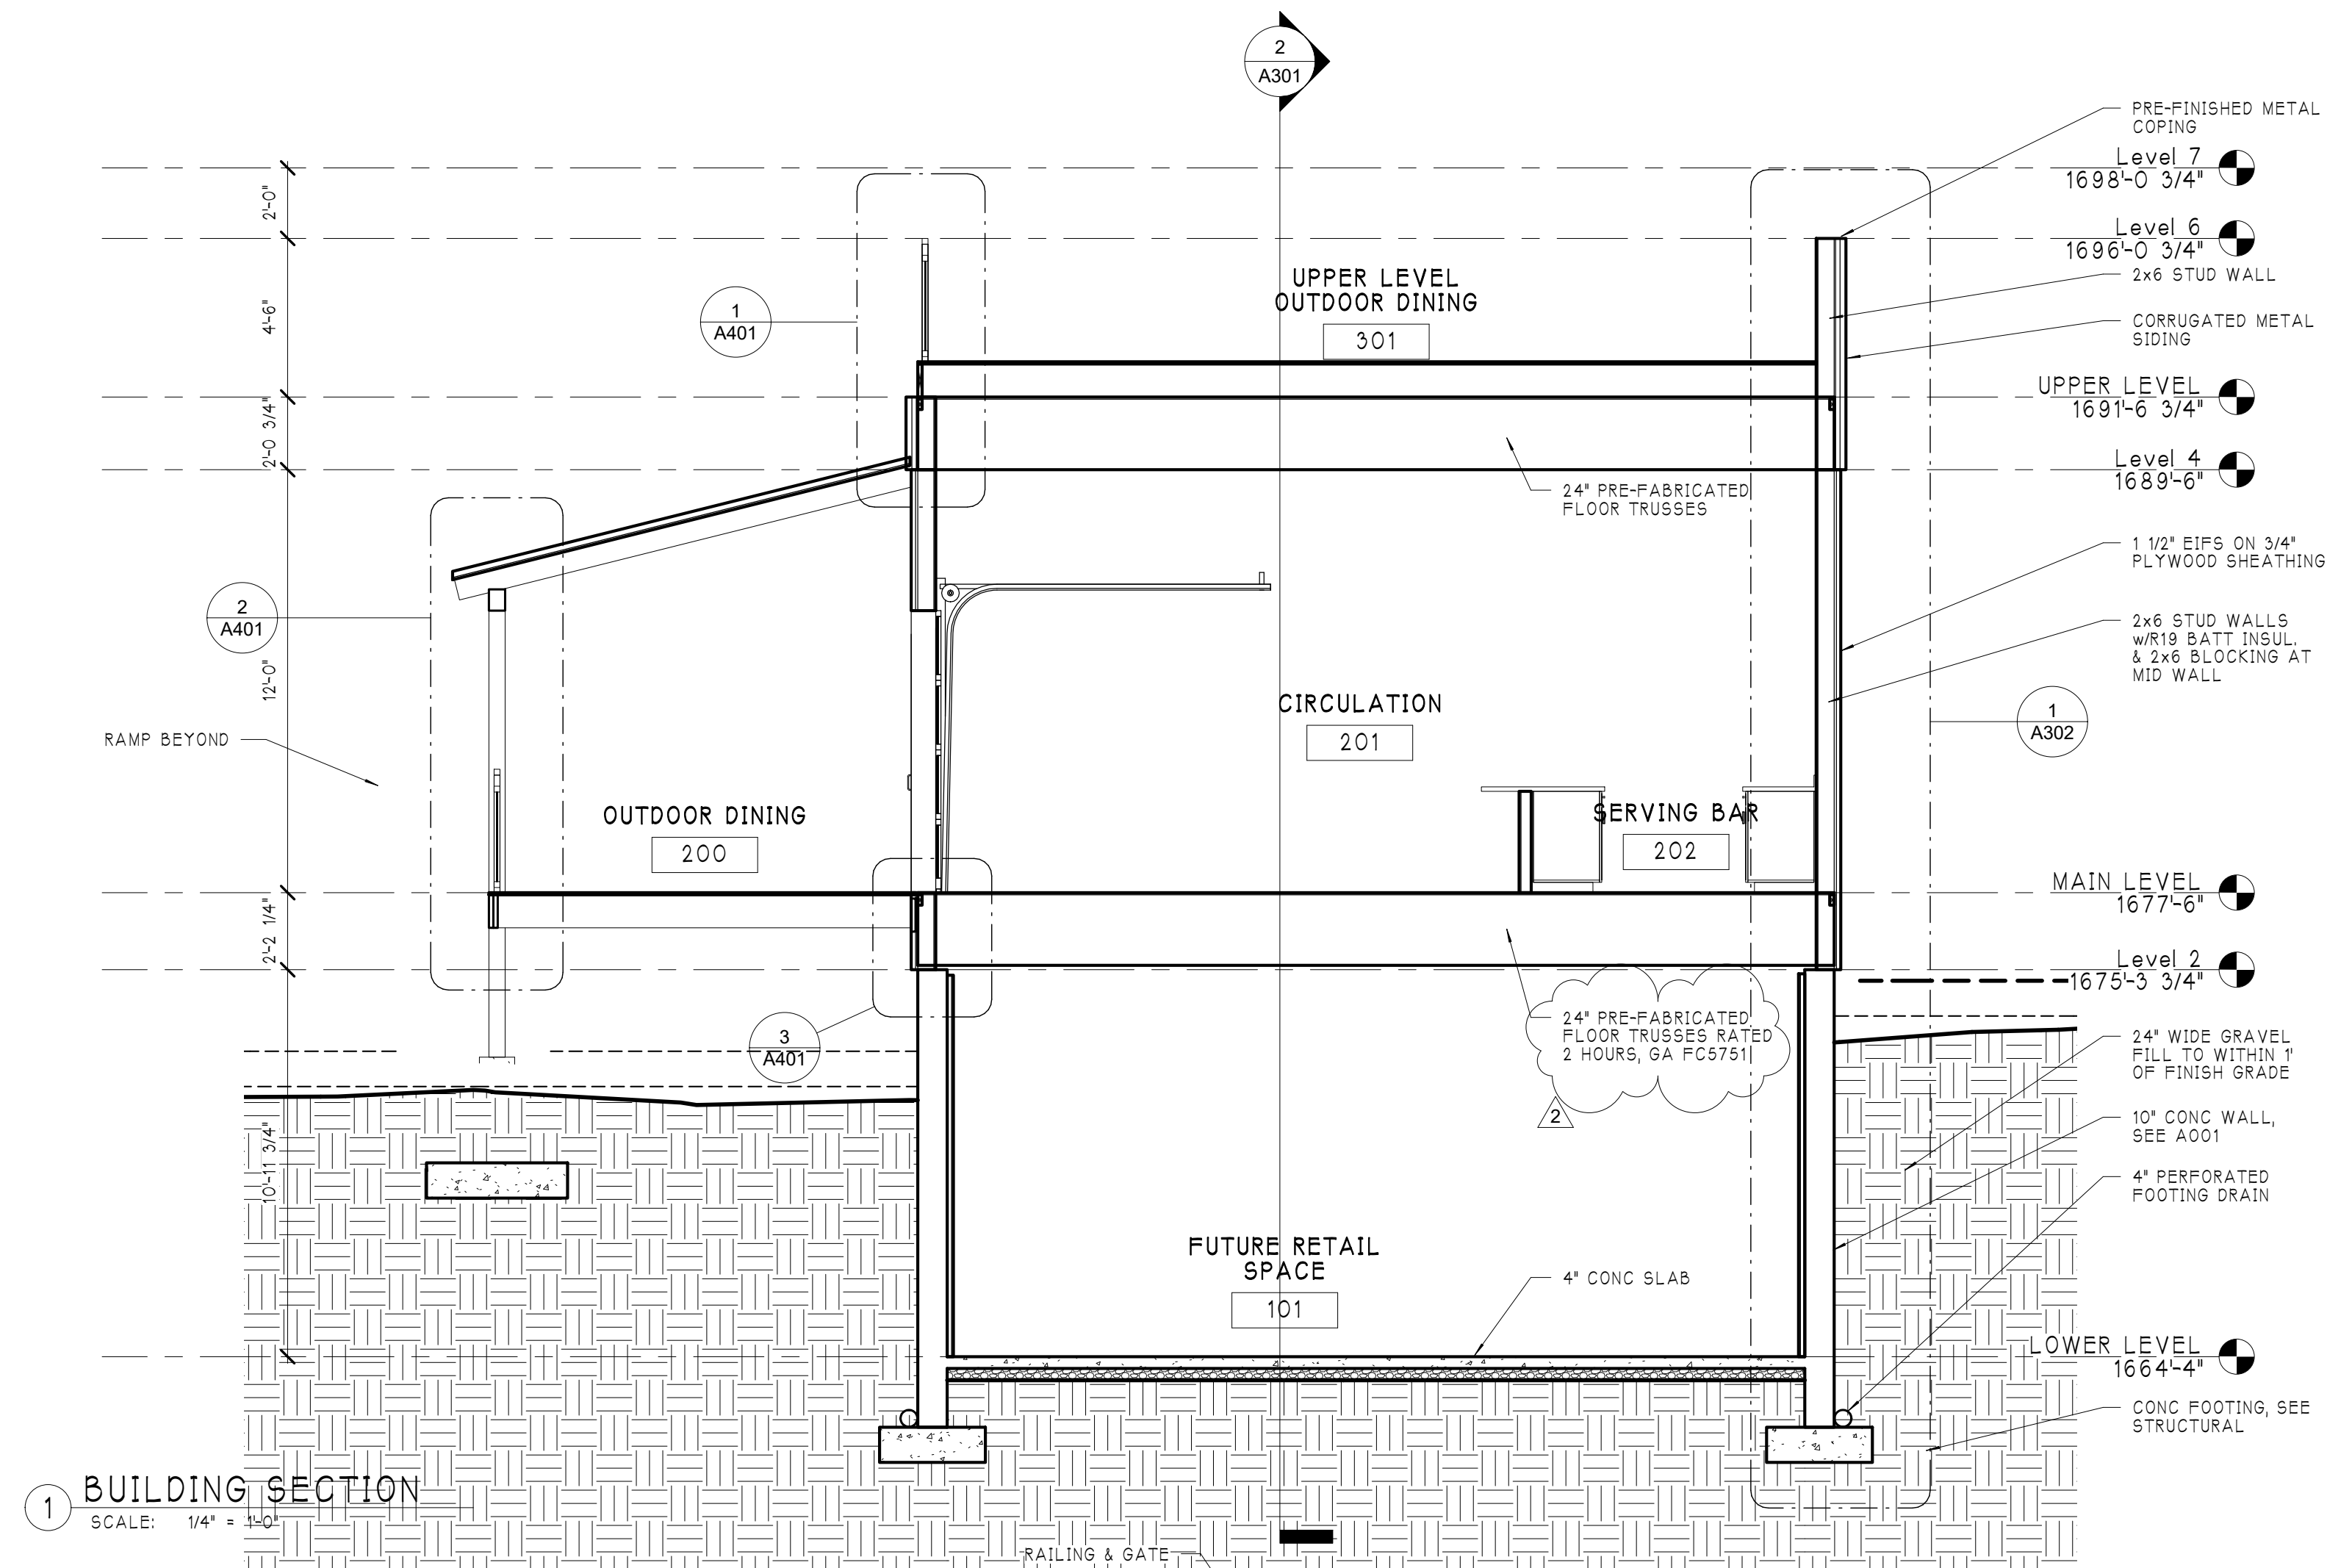 2
A301
PRE-FINISHED METAL
COPING
Level 7
1698'-0 3/4"
2'-0"
Level 6
1696'-0 3/4"
2x6 STUD WALL
UPPER LEVEL
OUTDOOR DINING
301
1
A401
4'-6"
CORRUGATED METAL
SIDING
UPPER LEVEL
1691'-6 3/4"
2'-0 3/4"
Level 4
1689'-6"
24" PRE-FABRICATED
FLOOR TRUSSES
1 1/2" EIFS ON 3/4"
PLYWOOD SHEATHING
2
A401
12'-0"
2x6 STUD WALLS
w/R19 BATT INSUL.
& 2x6 BLOCKING AT
MID WALL
CIRCULATION
201
1
A302
RAMP BEYOND
OUTDOOR DINING
200
SERVING BAR
202
MAIN LEVEL
1677'-6"
2'-2 1/4"
Level 2
1675'-3 3/4"
3
A401
24" PRE-FABRICATED
FLOOR TRUSSES RATED
2 HOURS, GA FC5751
2
24" WIDE GRAVEL
FILL TO WITHIN 1'
OF FINISH GRADE
10" CONC WALL,
SEE A001
10'-11 3/4"
4" PERFORATED
FOOTING DRAIN
FUTURE RETAIL
SPACE
101
4" CONC SLAB
LOWER LEVEL
1664'-4"
CONC FOOTING, SEE
STRUCTURAL
1
BUILDING SECTION
SCALE: 1/4" = 1'-0"
RAILING & GATE